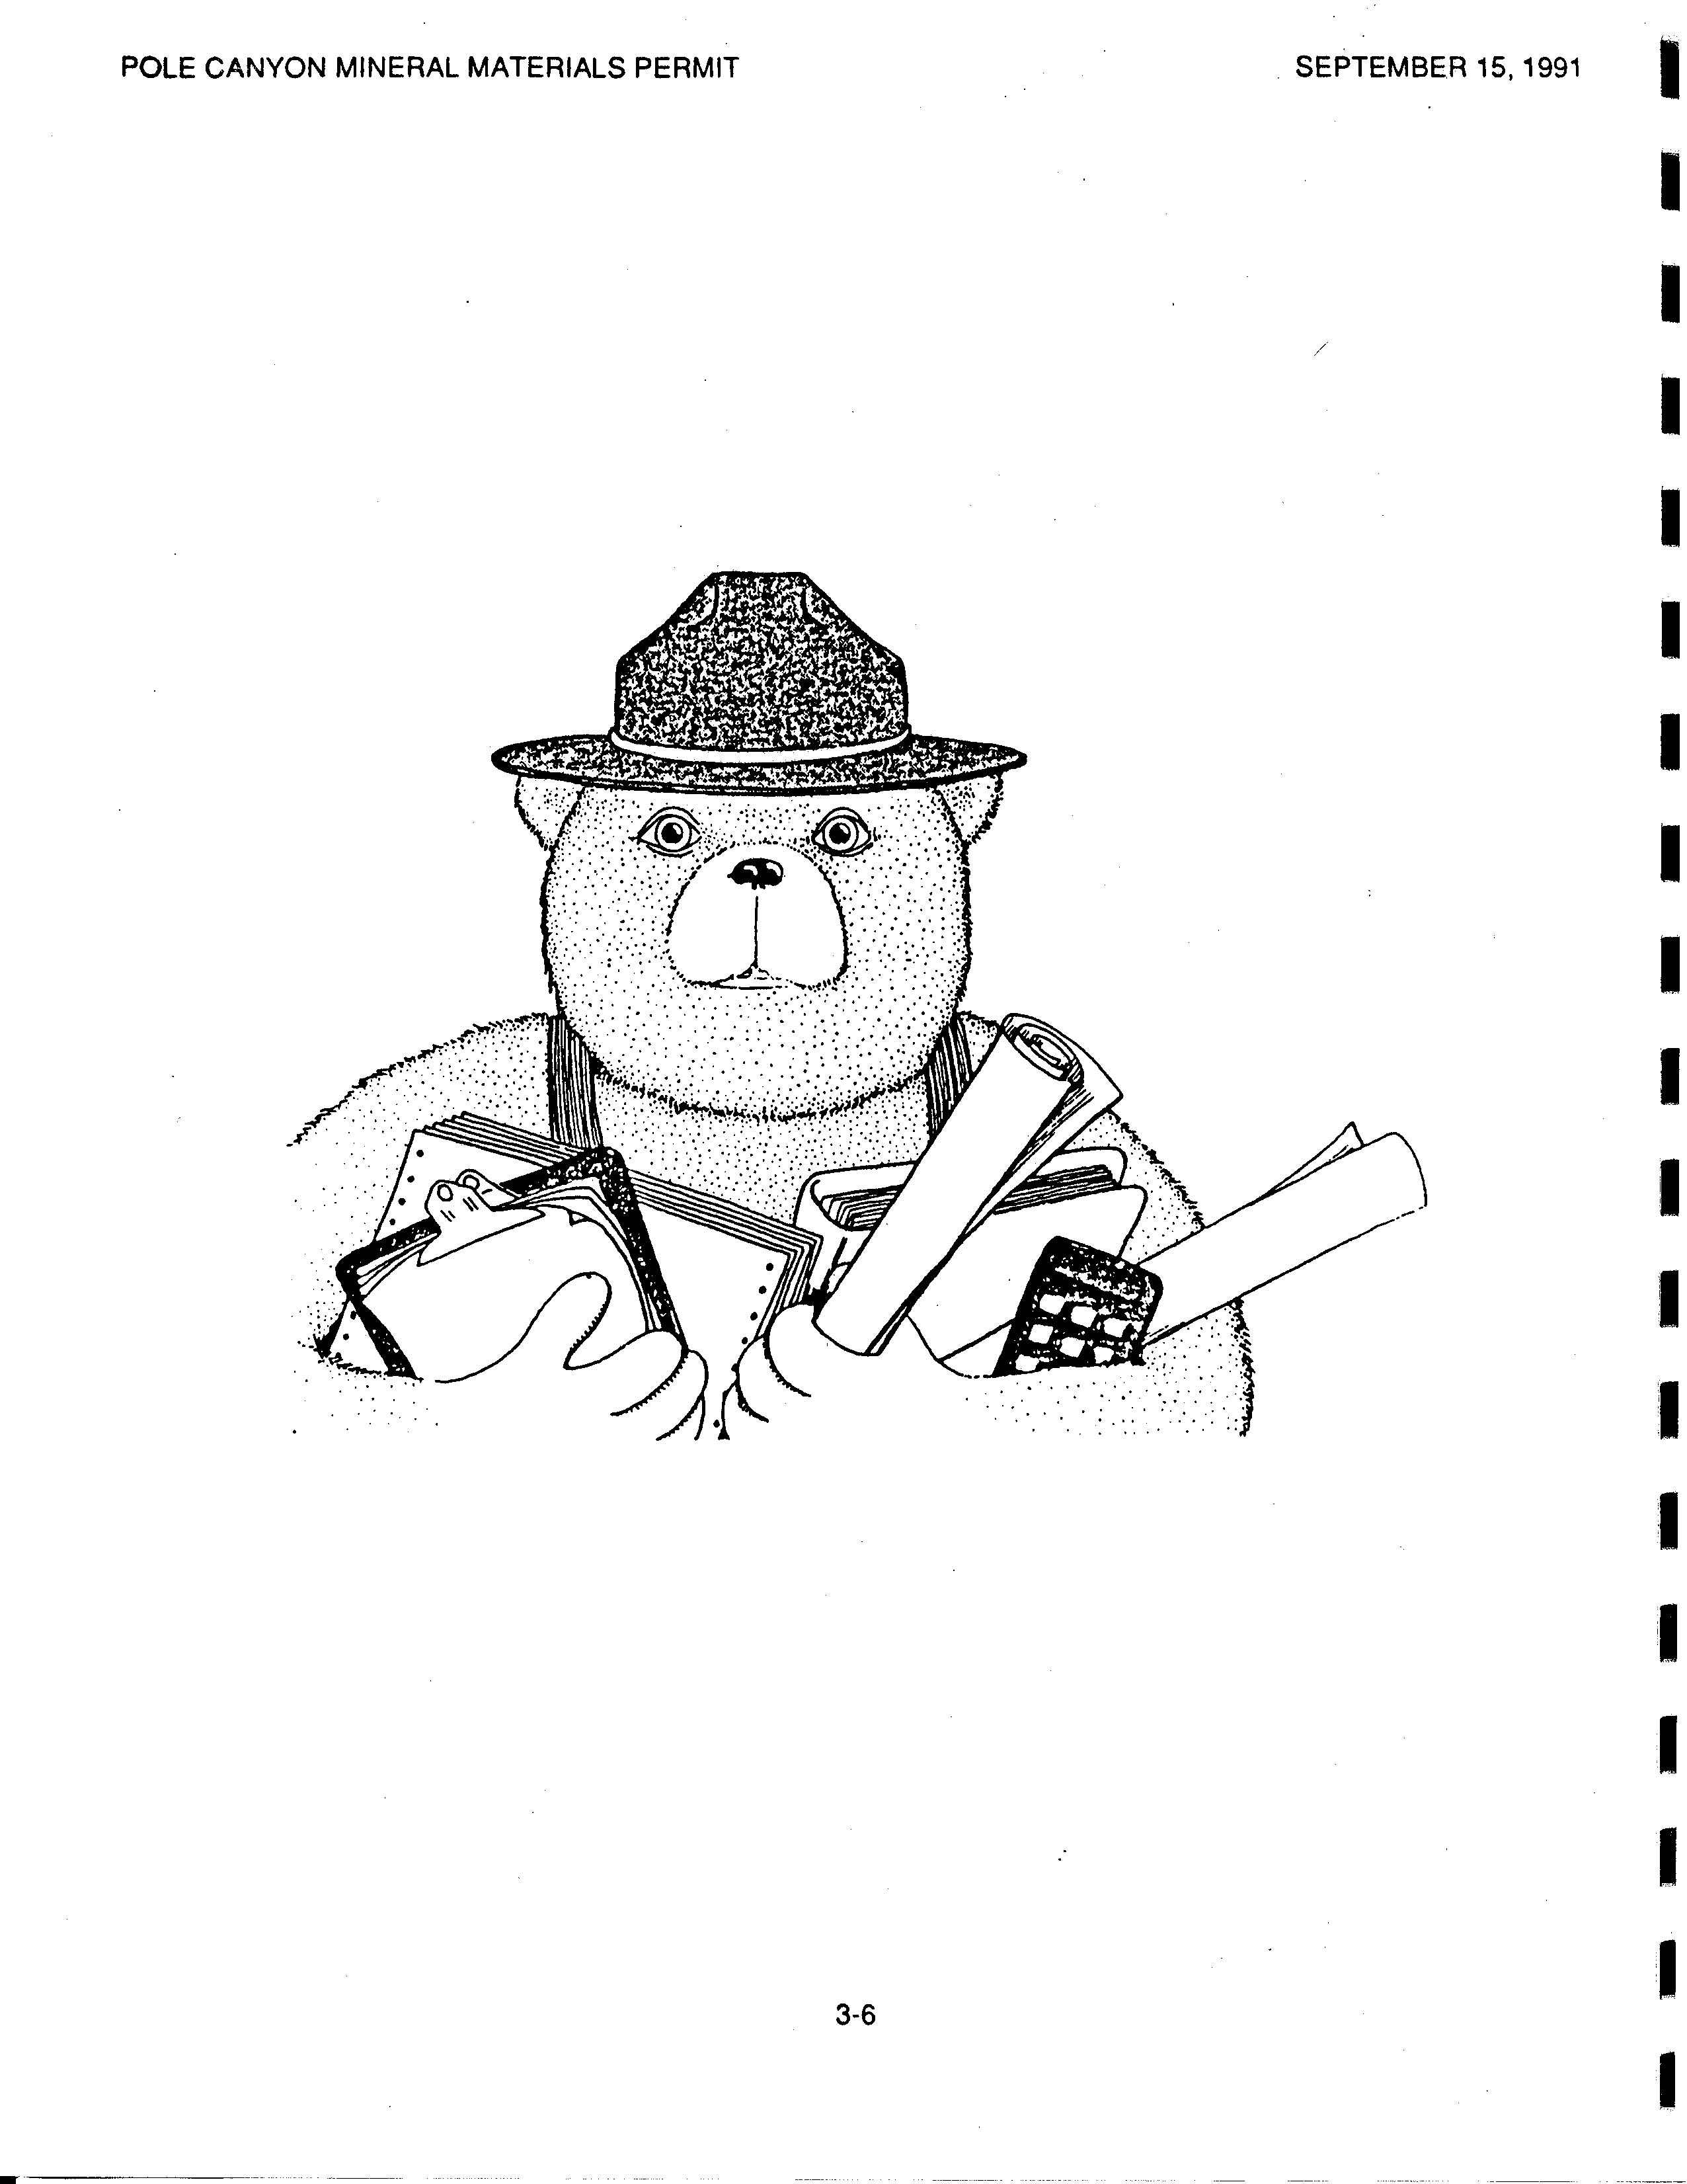 POLE CANYON MINERAL MATERIALS PERMIT SEPTEMBER 15, 1991
3-6